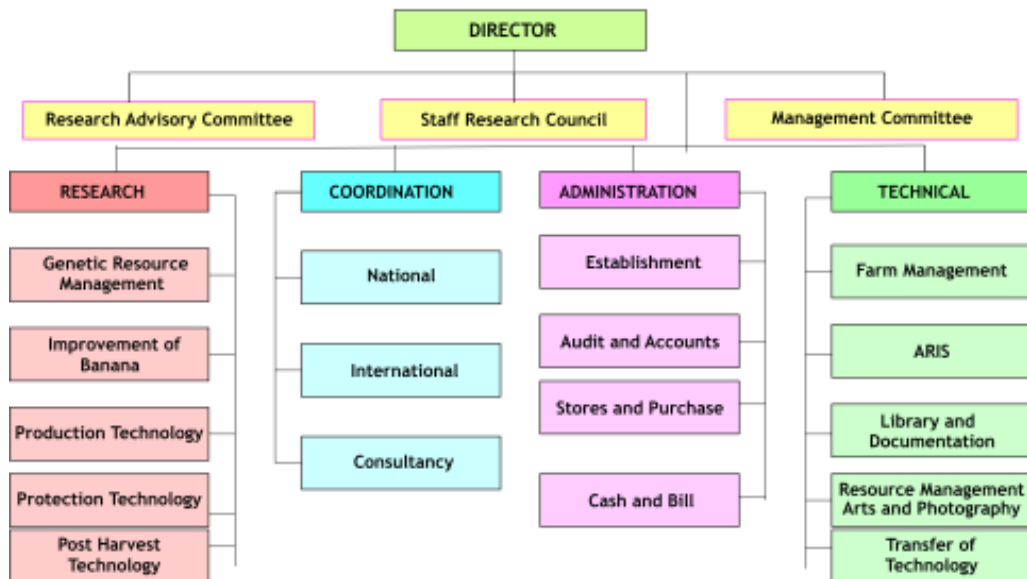 DIRECTOR
Research Advisory Committee
Staff Research Council
Management Committee
RESEARCH
Genetic Resource
Management
Improvement of
Banana
Production Technology
Protection Technology
Post Harvest
Technology
COORDINATION
National
International
Consultancy
ADMINISTRATION
Establishment
Audit and Accounts
Stores and Purchase
Cash and Bill
TECHNICAL
Farm Management
ARIS
Library and
Documentation
Resource Management
Arts and Photography
Transfer of
Technology